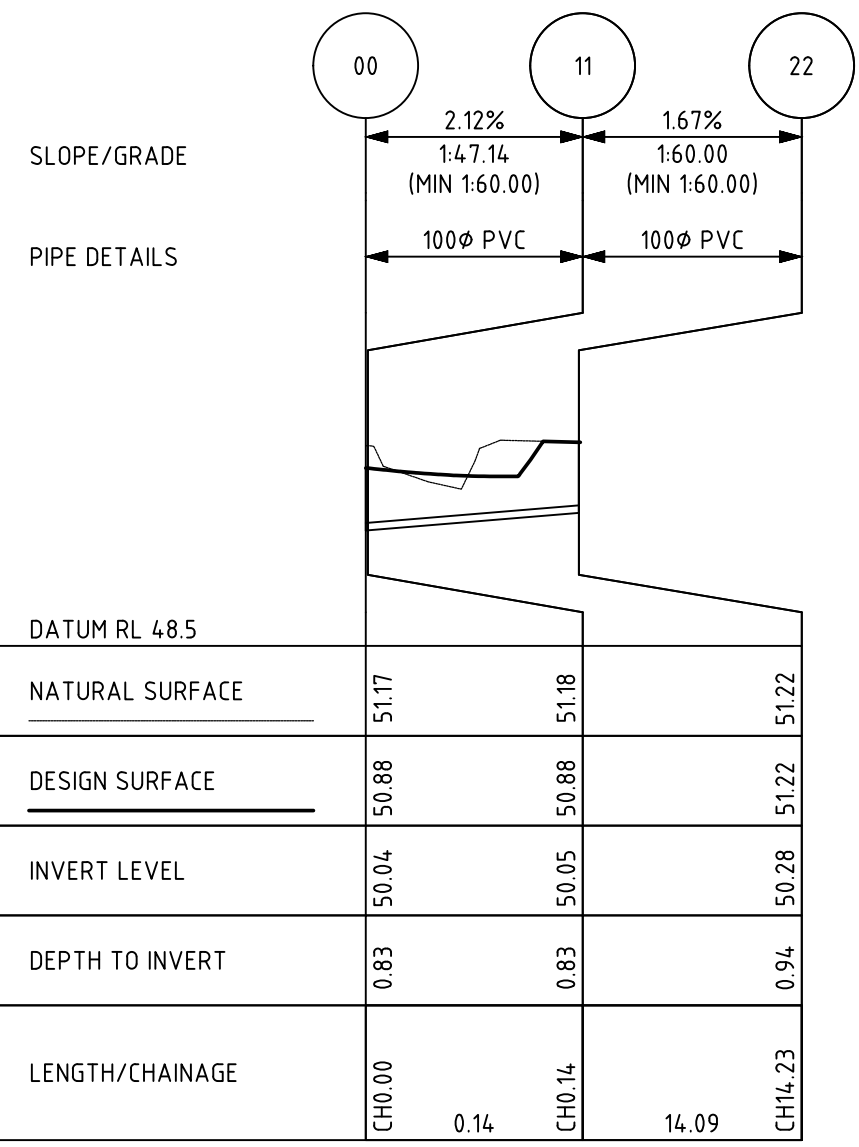 00 11 22
2.12% 1.67%
SLOPE/GRADE 1:47.14 1:60.00
(MIN 1:60.00) (MIN 1:60.00)
PIPE DETAILS 100Ø PVC 100Ø PVC
DATUM RL 48.5
NATURAL SURFACE 51.17 51.18 51.22
DESIGN SURFACE 50.88 50.88 51.22
INVERT LEVEL 50.04 50.05 50.28
DEPTH TO INVERT 0.83 0.83 0.94
LENGTH/CHAINAGE CH0.00 0.14 CH0.14 14.09 CH14.23